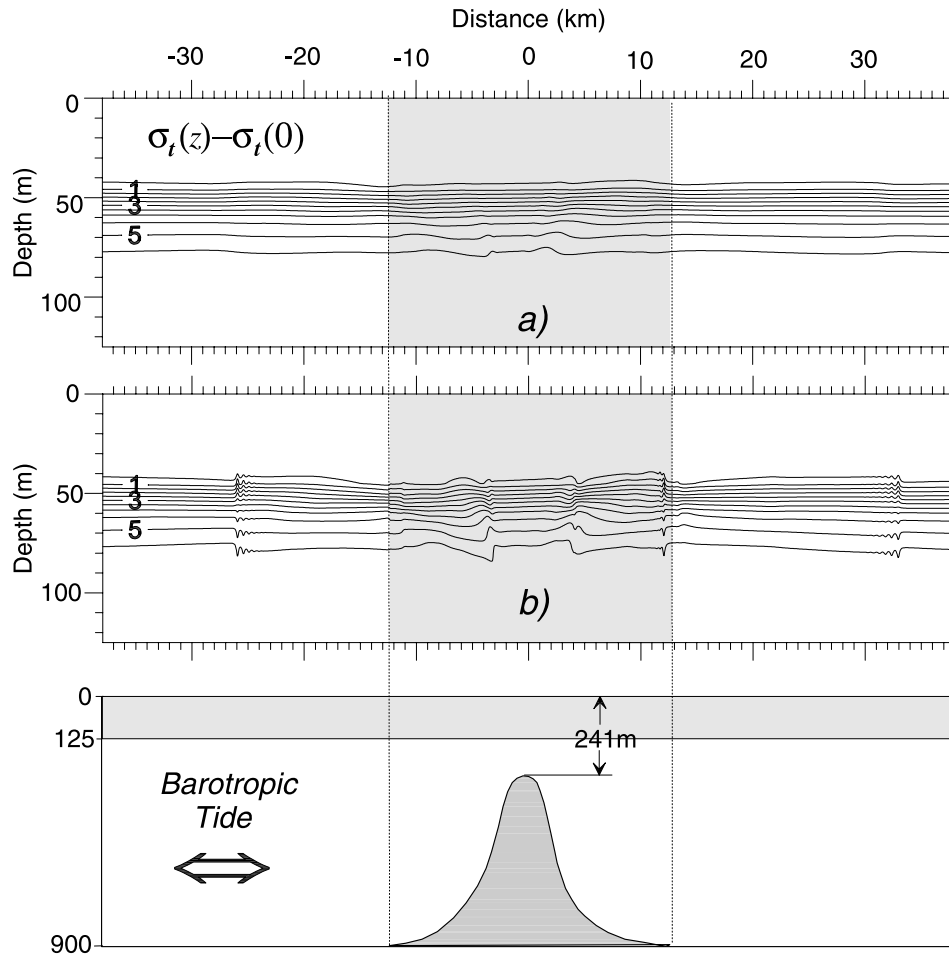 Distance (km)
-30 -20 -10 0 10 20 30
0
σt(z)−σt(0)
1
50
3
5
100
Depth (m)
a)
0
1
50
3
5
100
Depth (m)
b)
0
125
241m
Barotropic
Tide
900